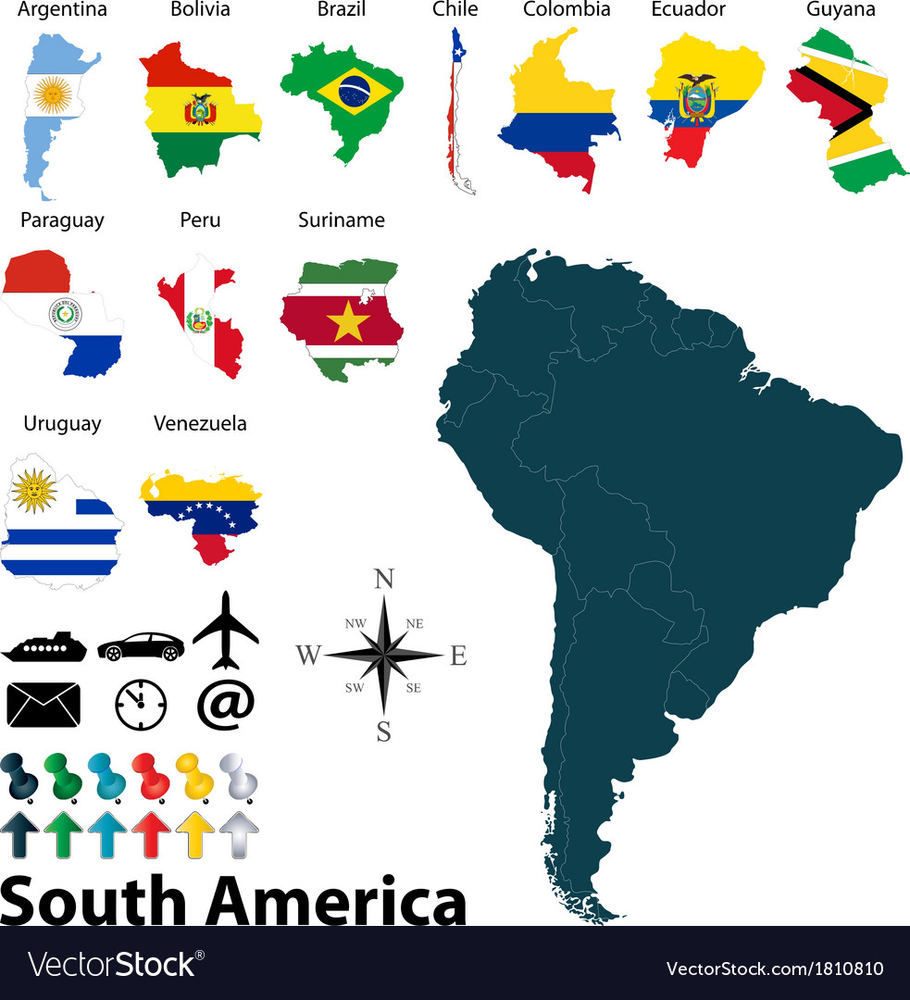 Argentina Bolivia Brazil Chile Colombia Ecuador Guyana
Paraguay Peru Suriname
Uruguay Venezuela
N
NW NE
W E
SW SE
S
@
South America
VectorStock® VectorStock.com/1810810